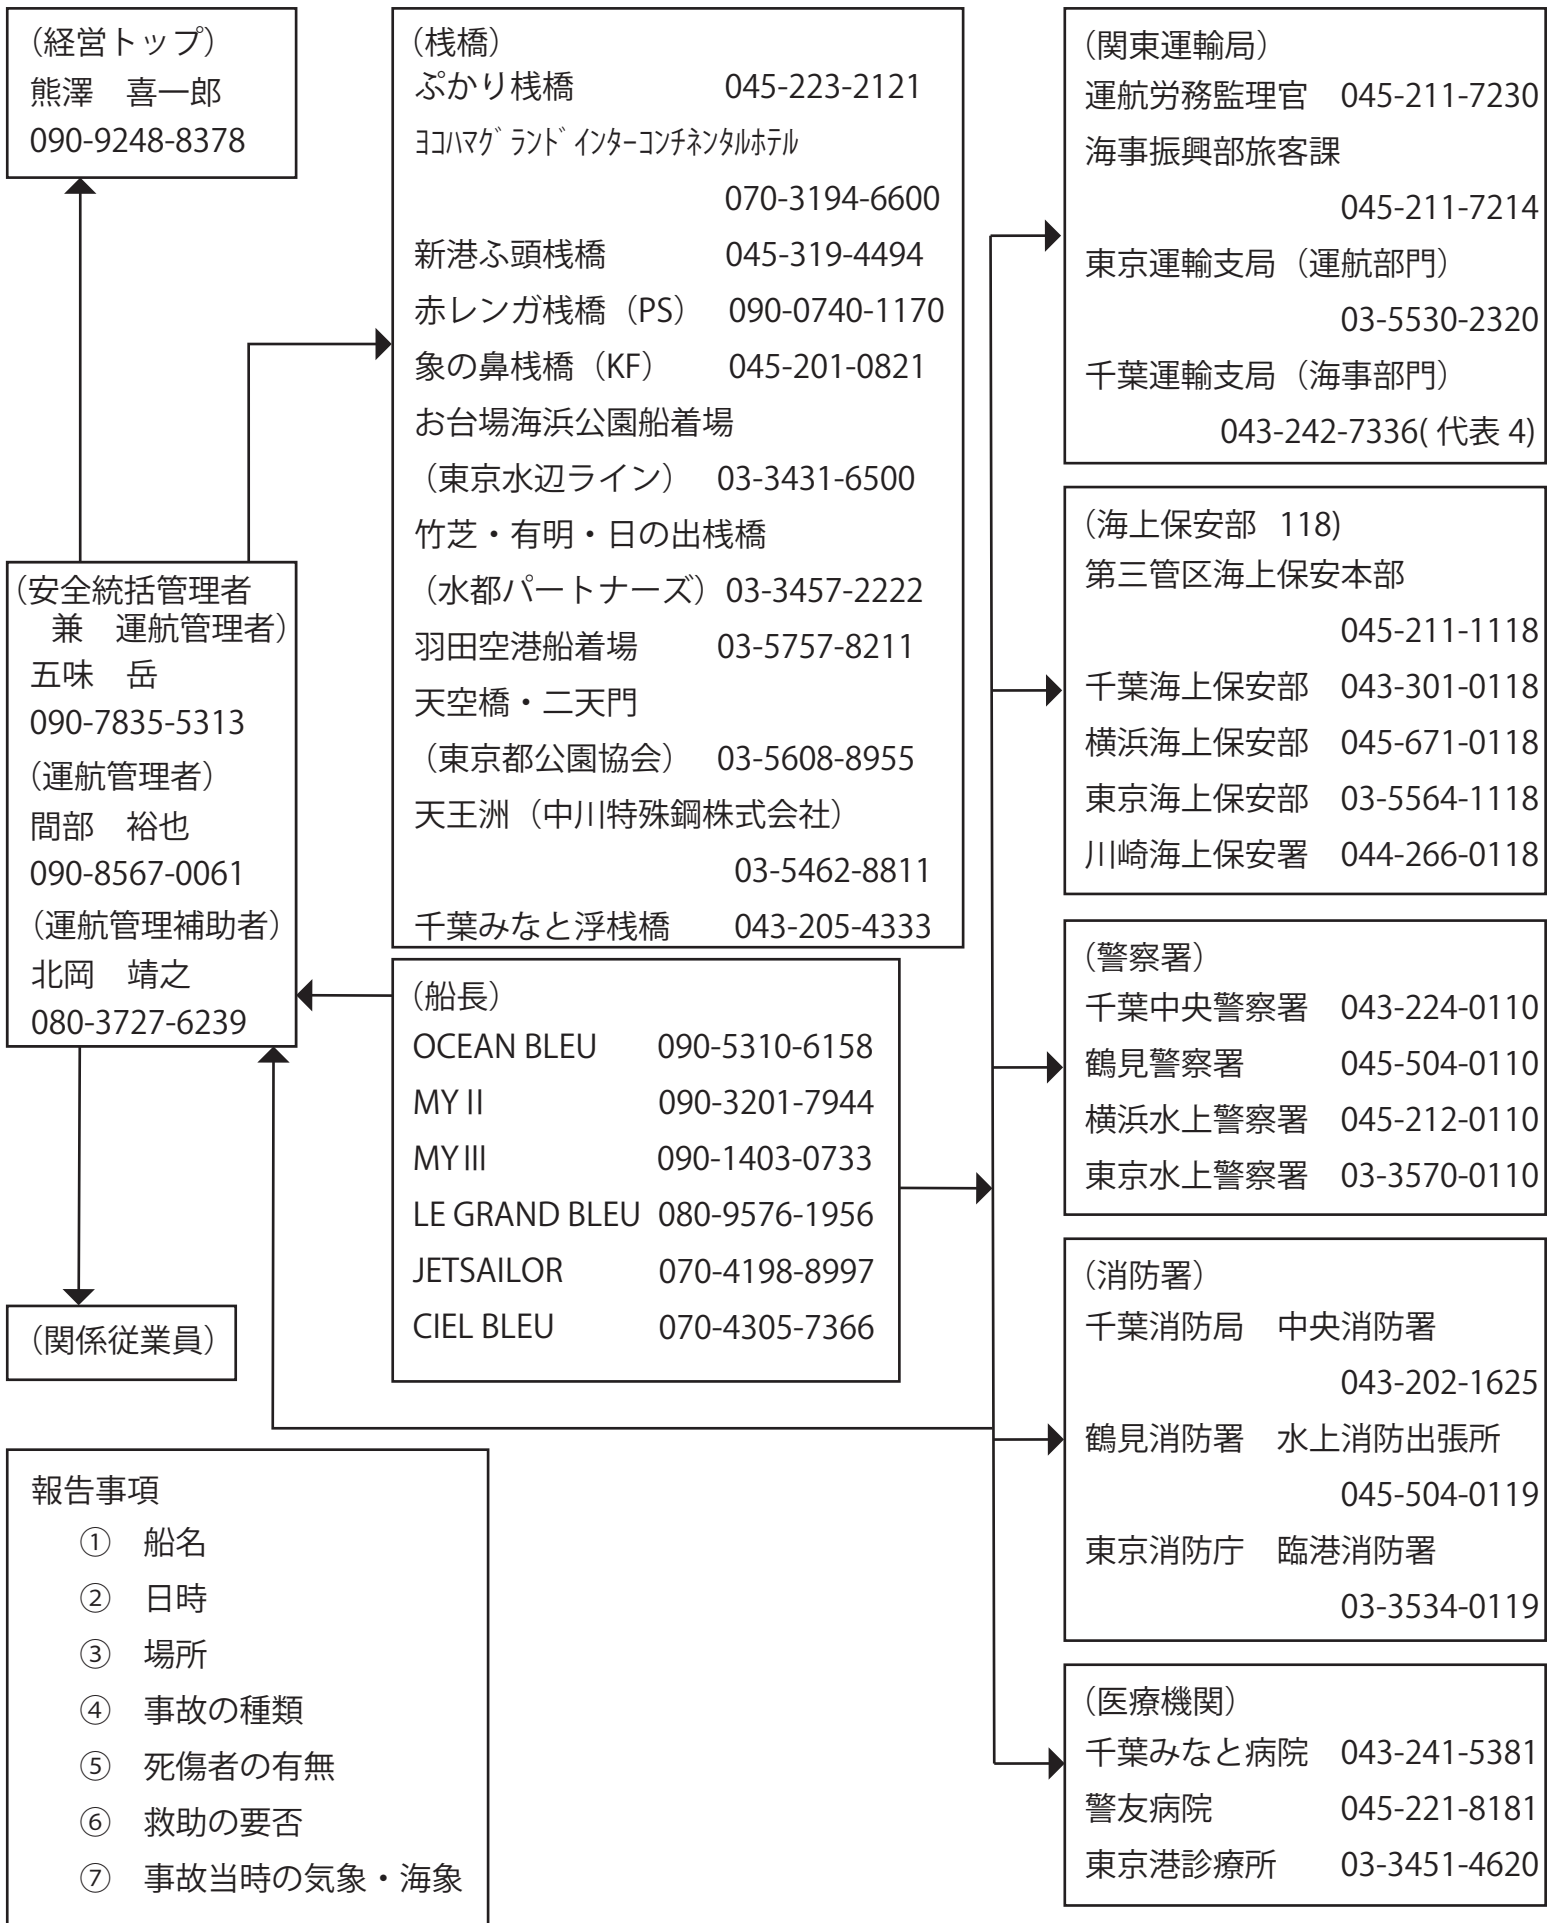 （経営トップ）
熊澤　喜一郎
090-9248-8378
（安全統括管理者
兼　運航管理者）
五味　岳
090-7835-5313
（運航管理者）
間部　裕也
090-8567-0061
（運航管理補助者）
北岡　靖之
080-3727-6239
（関係従業員）
（桟橋）
ぷかり桟橋　045-223-2121
ﾖｺﾊﾏｸﾞﾗﾝﾄﾞｲﾝﾀｰｺﾝﾁﾈﾝﾀﾙﾎﾃﾙ
070-3194-6600
新港ふ頭桟橋　045-319-4494
赤レンガ桟橋（PS）　090-0740-1170
象の鼻桟橋（KF）　045-201-0821
お台場海浜公園船着場
（東京水辺ライン）　03-3431-6500
竹芝・有明・日の出桟橋
（水都パートナーズ）03-3457-2222
羽田空港船着場　03-5757-8211
天空橋・二天門
（東京都公園協会）　03-5608-8955
天王洲（中川特殊鋼株式会社）
03-5462-8811
千葉みなと浮桟橋　043-205-4333
（船長）
OCEAN BLEU　090-5310-6158
MYⅡ　090-3201-7944
MYⅢ　090-1403-0733
LE GRAND BLEU　080-9576-1956
JETSAILOR　070-4198-8997
CIEL BLEU　070-4305-7366
（関東運輸局）
運航労務監理官　045-211-7230
海事振興部旅客課
045-211-7214
東京運輸支局（運航部門）
03-5530-2320
千葉運輸支局（海事部門）
043-242-7336( 代表 4)
（海上保安部  118)
第三管区海上保安本部
045-211-1118
千葉海上保安部　043-301-0118
横浜海上保安部　045-671-0118
東京海上保安部　03-5564-1118
川崎海上保安署　044-266-0118
（警察署）
千葉中央警察署　043-224-0110
鶴見警察署　045-504-0110
横浜水上警察署　045-212-0110
東京水上警察署　03-3570-0110
（消防署）
千葉消防局　中央消防署
043-202-1625
鶴見消防署　水上消防出張所
045-504-0119
東京消防庁　臨港消防署
03-3534-0119
（医療機関）
千葉みなと病院　043-241-5381
警友病院　045-221-8181
東京港診療所　03-3451-4620
報告事項
①　船名
②　日時
③　場所
④　事故の種類
⑤　死傷者の有無
⑥　救助の要否
⑦　事故当時の気象・海象